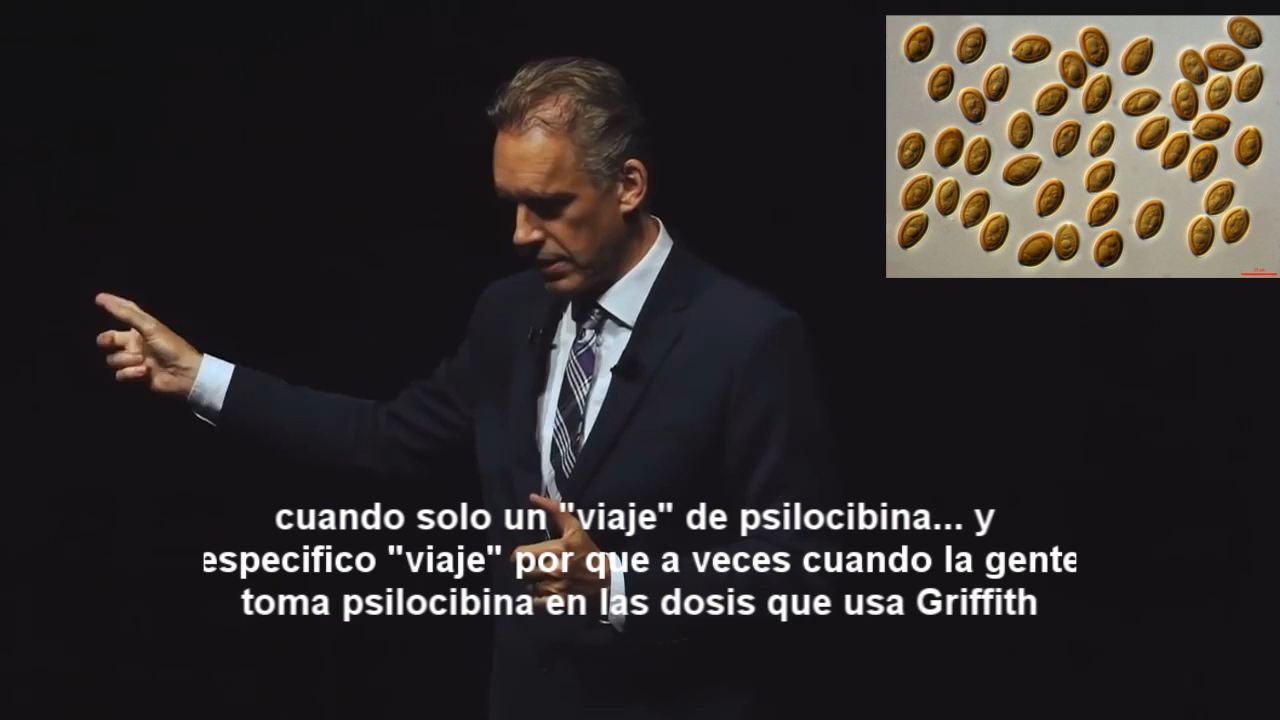 cuando solo un "viaje" de psilocibina... y
especifico "viaje" por que a veces cuando la gente
toma psilocibina en las dosis que usa Griffith